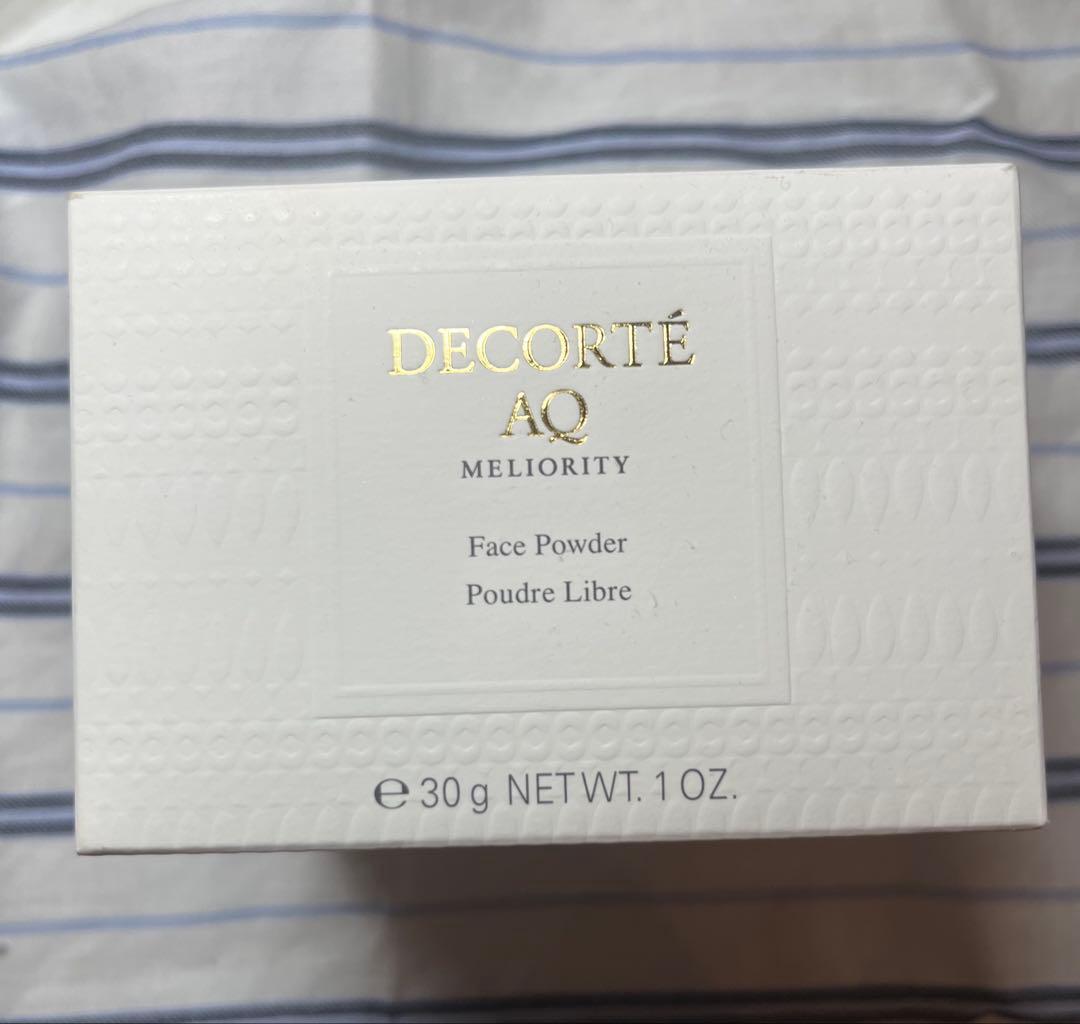 DECORTÉ
AQ
MELIORITY
Face Powder
Poudre Libre
℮ 30 g NET WT. 1 OZ.